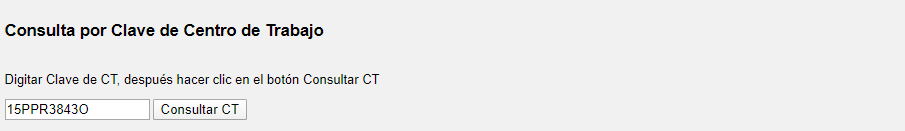 Consulta por Clave de Centro de Trabajo
Digitar Clave de CT, después hacer clic en el botón Consultar CT
15PPR3843O Consultar CT